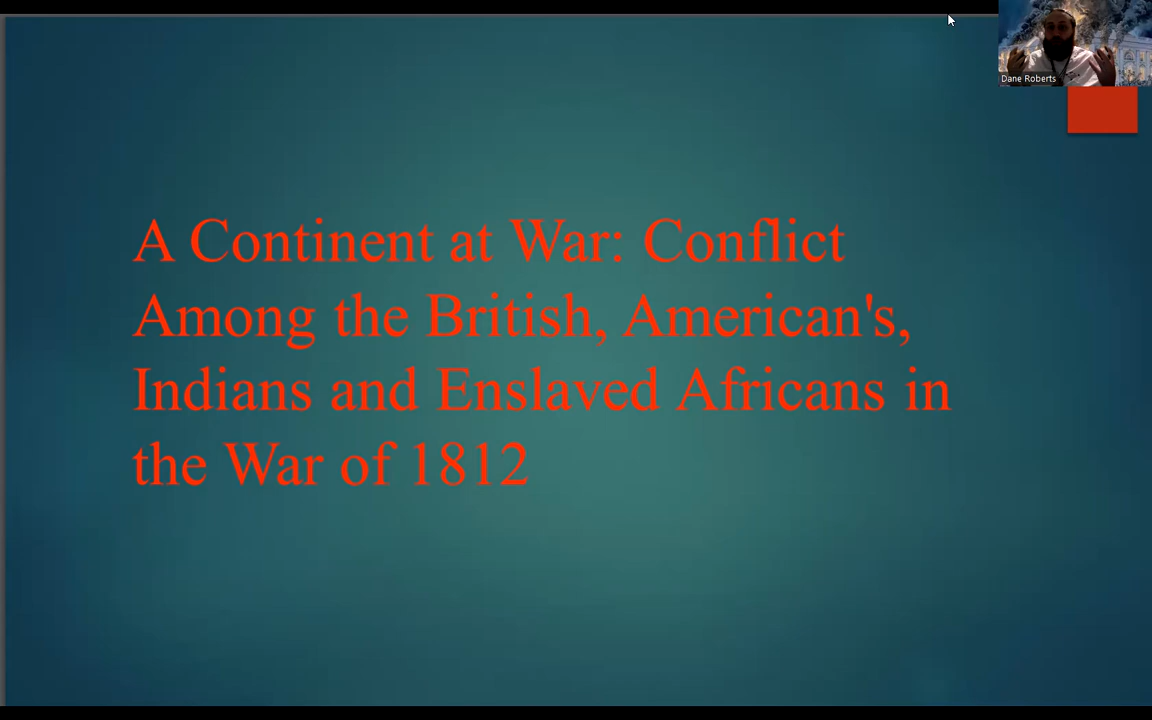 Dane Roberts
A Continent at War: Conflict
Among the British, American's,
Indians and Enslaved Africans in
the War of 1812